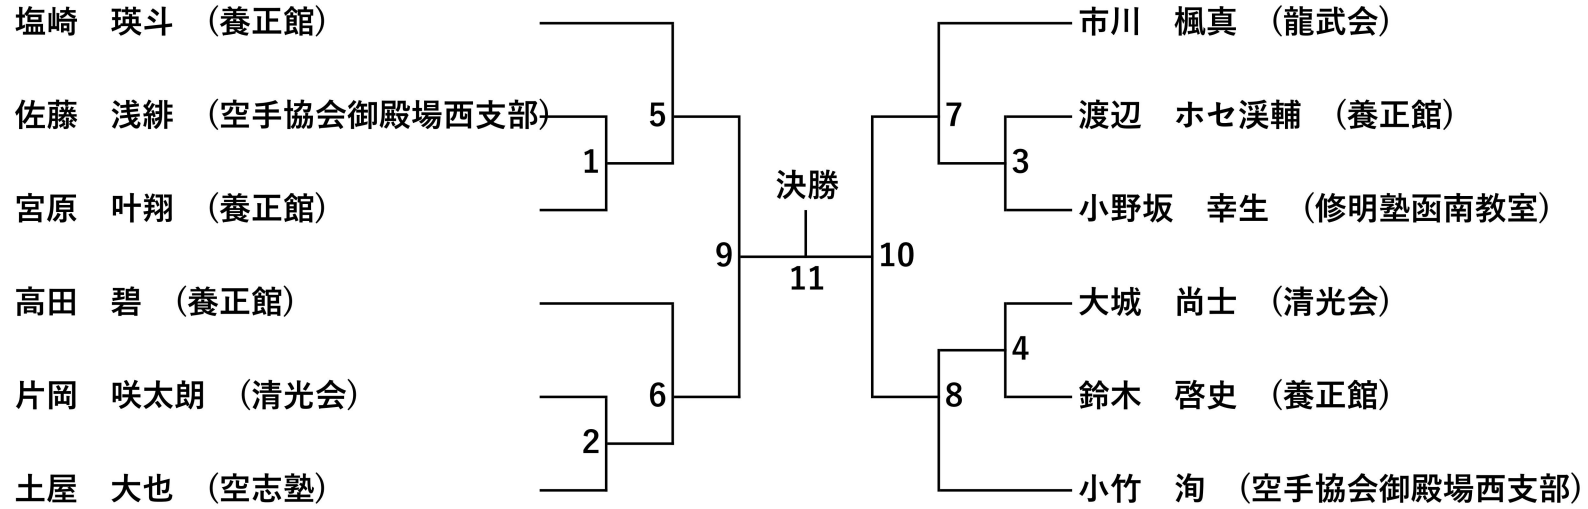 塩崎　瑛斗　（養正館）
佐藤　浅緋　（空手協会御殿場西支部）
宮原　叶翔　（養正館）
高田　碧　（養正館）
片岡　咲太朗　（清光会）
土屋　大也　（空志塾）
5
1
9
6
2
決勝
11
市川　楓真　（龍武会）
渡辺　ホセ渓輔　（養正館）
小野坂　幸生　（修明塾函南教室）
大城　尚士　（清光会）
鈴木　啓史　（養正館）
小竹　洵　（空手協会御殿場西支部）
7
3
10
4
8